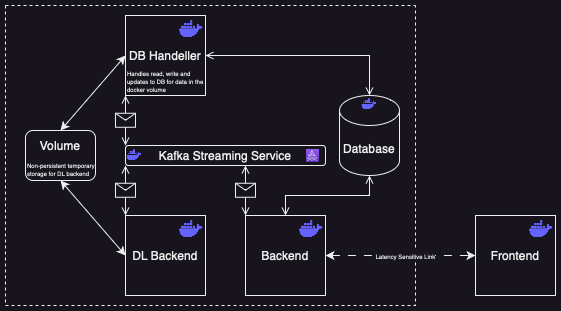 DB Handeller
Handles read, write and
updates to DB for data in the
docker volume
Volume
Non-persistent temporary
storage for DL backend
Kafka Streaming Service
Database
DL Backend
Backend
Latency Sensitive Link'
Frontend